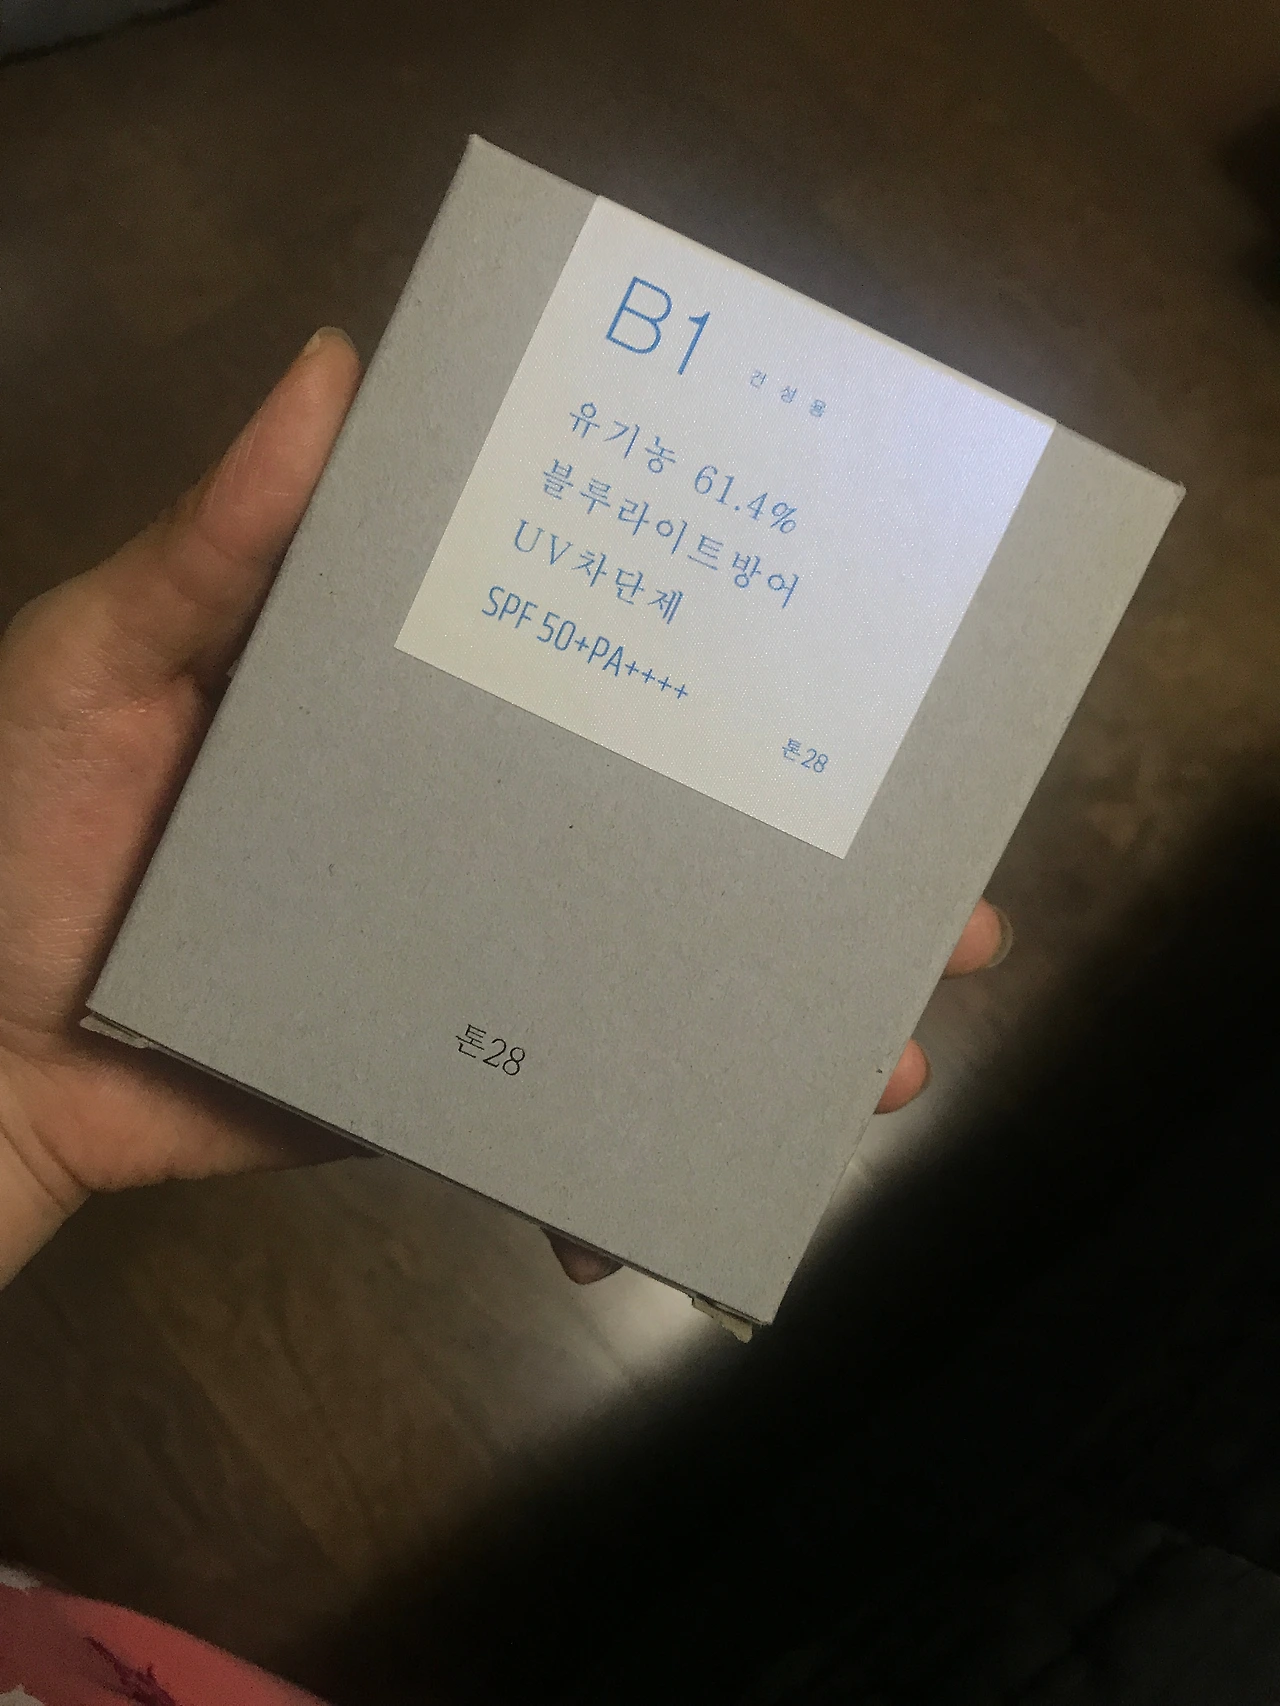 B1 건성용
유기농 61.4%
블루라이트방어
UV차단제
SPF 50+PA++++
톤28
톤28